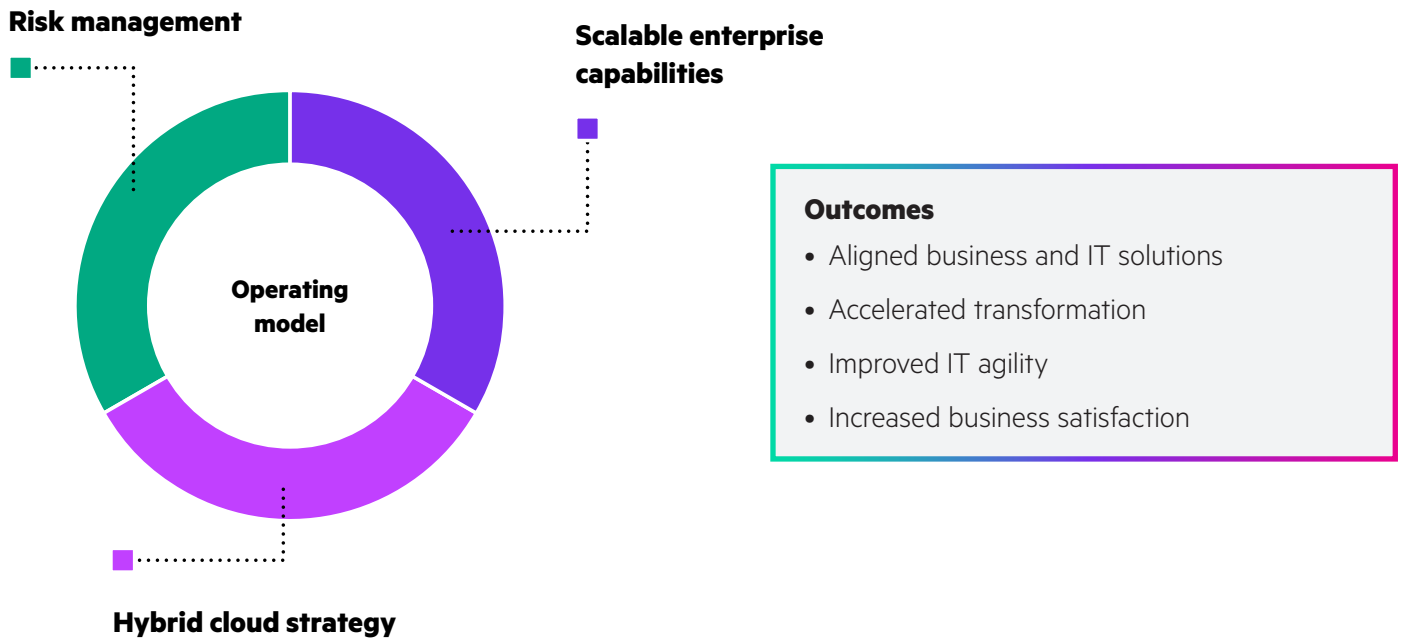 Risk management
Scalable enterprise
capabilities
Operating
model
Hybrid cloud strategy
Outcomes
• Aligned business and IT solutions
• Accelerated transformation
• Improved IT agility
• Increased business satisfaction